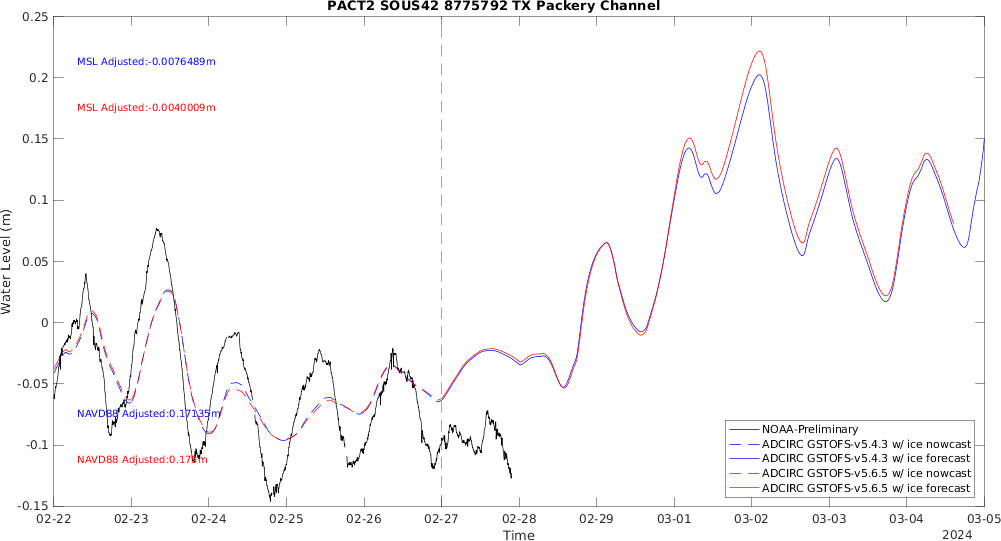 PACT2 SOUS42 8775792 TX Packery Channel
0.25
0.2
0.15
0.1
0.05
0
-0.05
-0.1
-0.15
Water Level (m)
MSL Adjusted:-0.0076489m
MSL Adjusted:-0.0040009m
NAVD88 Adjusted:0.17135m
NAVD88 Adjusted:
NOAA-Preliminary
ADCIRC GSTOFS-v5.4.3 w/ ice nowcast
ADCIRC GSTOFS-v5.4.3 w/ ice forecast
ADCIRC GSTOFS-v5.6.5 w/ ice nowcast
ADCIRC GSTOFS-v5.6.5 w/ ice forecast
02-22 02-23 02-24 02-25 02-26 02-27 02-28 02-29 03-01 03-02 03-03 03-04 03-05
Time
2024